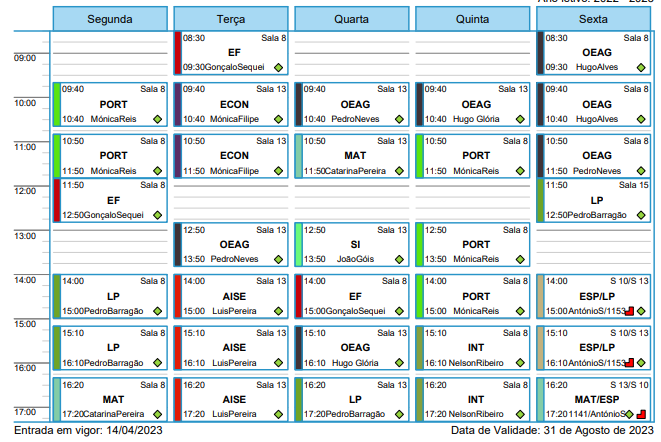 Segunda Terça Quarta Quinta Sexta
09:00
10:00
11:00
12:00
13:00
14:00
15:00
16:00
17:00
09:40 Sala 8
PORT
10:40 MónicaReis
10:50 Sala 8
PORT
11:50 MónicaReis
11:50 Sala 8
EF
12:50GonçaloSequei
14:00 Sala 8
LP
15:00PedroBarragão
15:10 Sala 8
LP
16:10PedroBarragão
16:20 Sala 8
MAT
17:20CatarinaPereira
08:30 Sala 8
EF
09:30GonçaloSequei
09:40 Sala 13
ECON
10:40 MónicaFilipe
10:50 Sala 13
ECON
11:50 MónicaFilipe
12:50 Sala 13
OEAG
13:50 PedroNeves
14:00 Sala 8
AISE
15:00 LuisPereira
15:10 Sala 13
AISE
16:10 LuisPereira
16:20 Sala 13
AISE
17:20 LuisPereira
09:40 Sala 13
OEAG
10:40 PedroNeves
10:50 Sala 13
MAT
11:50CatarinaPereira
12:50 Sala 13
SI
13:50 JoãoGóis
14:00 Sala 8
EF
15:00GonçaloSequei
15:10 Sala 13
OEAG
16:10 Hugo Glória
16:20 Sala 8
LP
17:20PedroBarragão
09:40 Sala 13
OEAG
10:40 Hugo Glória
10:50 Sala 8
PORT
11:50 MónicaReis
12:50 Sala 8
PORT
13:50 MónicaReis
14:00 Sala 8
PORT
15:00 MónicaReis
15:10 Sala 8
INT
16:10 NelsonRibeiro
16:20 Sala 8
INT
17:20 NelsonRibeiro
08:30 Sala 8
OEAG
09:30 HugoAlves
09:40 Sala 8
OEAG
10:40 HugoAlves
10:50 Sala 8
OEAG
11:50 PedroNeves
11:50 Sala 15
LP
12:50PedroBarragão
14:00 S 10/S 13
ESP/LP
15:00 AntónioS/1153
15:10 S 10/S 13
ESP/LP
16:10 AntónioS/1153
16:20 S 13/S 10
MAT/ESP
17:20 1141/AntónioS
Entrada em vigor: 14/04/2023 Data de Validade: 31 de Agosto de 2023